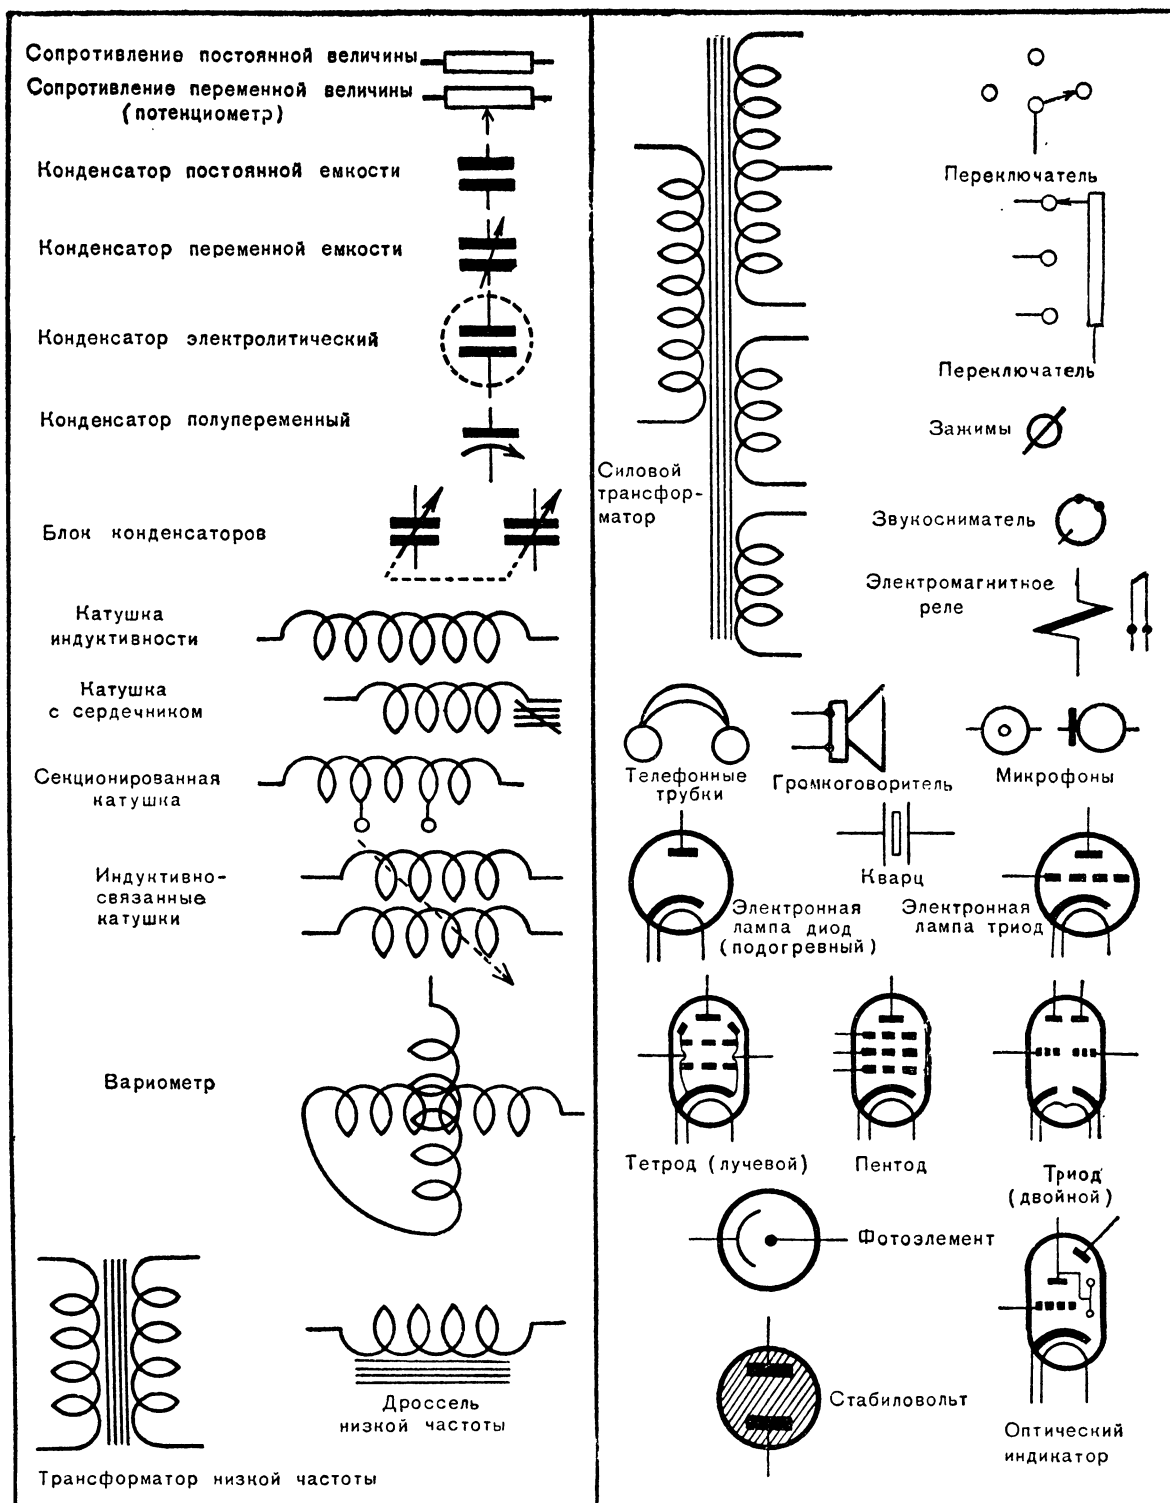 Сопротивление постоянной величины
Сопротивление переменной величины
(потенциометр)
Конденсатор постоянной емкости
Конденсатор переменной емкости
Конденсатор электролитический
Конденсатор полупеременный
Блок конденсаторов
Катушка
индуктивности
Катушка
с сердечником
Секционированная
катушка
Индуктивно-
связанные
катушки
Вариометр
Дроссель
низкой частоты
Трансформатор низкой частоты
Переключатель
Переключатель
Зажимы
Силовой
трансфор-
матор
Звукосниматель
Электромагнитное
реле
Телефонные
трубки
Громкоговоритель
Микрофоны
Кварц
Электронная
лампа диод
(подогревный)
Электронная
лампа триод
Тетрод (лучевой)
Пентод
Триод
(двойной)
Фотоэлемент
Стабиловольт
Оптический
индикатор